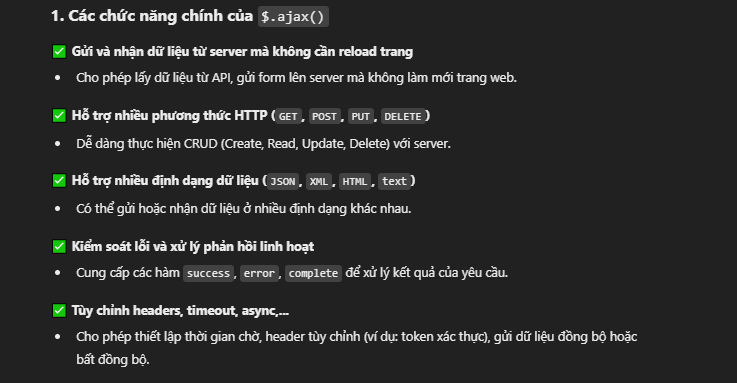 1. Các chức năng chính của $.ajax()
✅ Gửi và nhận dữ liệu từ server mà không cần reload trang
• Cho phép lấy dữ liệu từ API, gửi form lên server mà không làm mới trang web.
✅ Hỗ trợ nhiều phương thức HTTP (GET, POST, PUT, DELETE)
• Dễ dàng thực hiện CRUD (Create, Read, Update, Delete) với server.
✅ Hỗ trợ nhiều định dạng dữ liệu (JSON, XML, HTML, text)
• Có thể gửi hoặc nhận dữ liệu ở nhiều định dạng khác nhau.
✅ Kiểm soát lỗi và xử lý phản hồi linh hoạt
• Cung cấp các hàm success, error, complete để xử lý kết quả của yêu cầu.
✅ Tùy chỉnh headers, timeout, async,...
• Cho phép thiết lập thời gian chờ, header tùy chỉnh (ví dụ: token xác thực), gửi dữ liệu đồng bộ hoặc
bất đồng bộ.